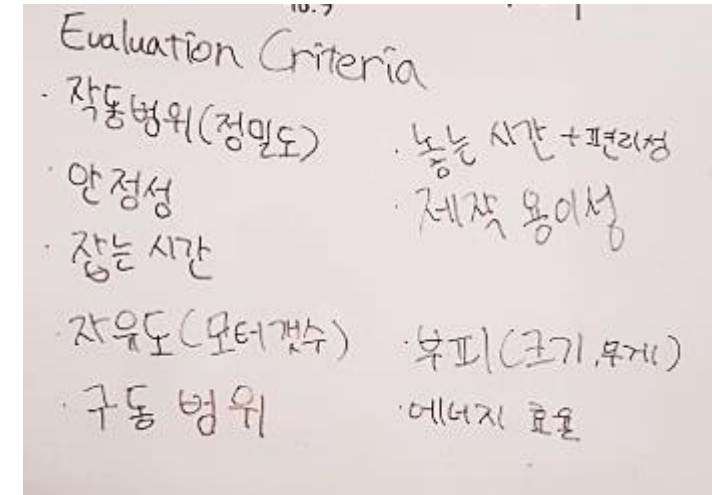 Evaluation Criteria
· 작동범위(정밀도)
· 안정성
· 잡는 시간
· 자유도(모터갯수)
· 구동 범위
· 놓는 시간 + 편리성
· 제작 용이성
· 부피(크기, 무게)
· 에너지 효율